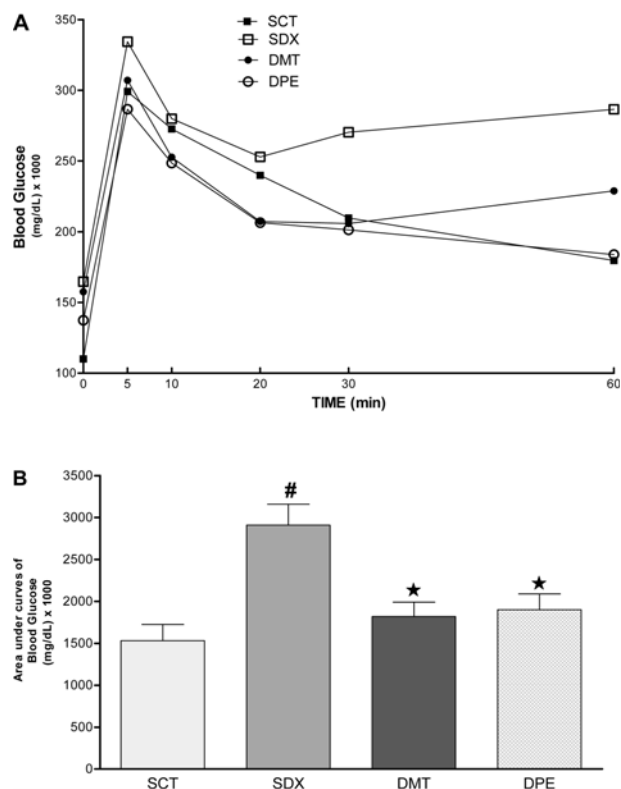 A
SCT
SDX
DMT
DPE
Blood Glucose
(mg/dL) x 1000
350
300
250
200
150
100
0 5 10 20 30 60
TIME (min)
B
Area under curves of
Blood Glucose
(mg/dL) x 1000
3500
3000
2500
2000
1500
1000
500
0
#
★ ★
SCT SDX DMT DPE